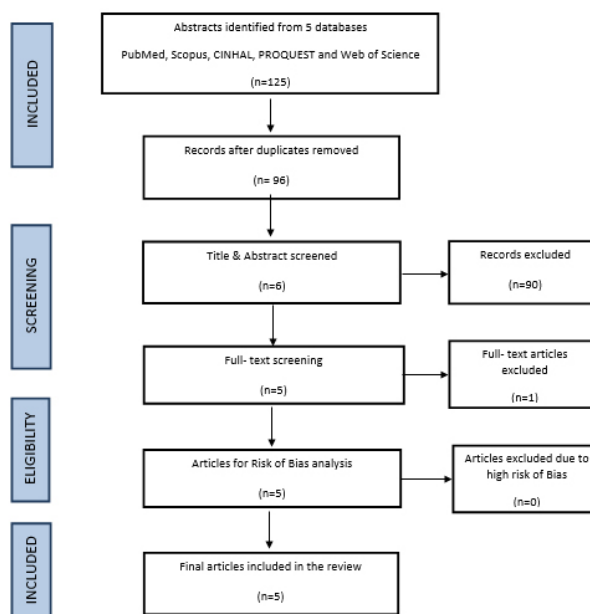 INCLUDED
Abstracts identified from 5 databases
PubMed, Scopus, CINHAL, PROQUEST and Web of Science
(n=125)
Records after duplicates removed
(n= 96)
SCREENING
Title & Abstract screened
(n=6)
Records excluded
(n=90)
Full- text screening
(n=5)
Full- text articles
excluded
(n=1)
ELIGIBILITY
Articles for Risk of Bias analysis
(n=5)
Articles excluded due to
high risk of Bias
(n=0)
INCLUDED
Final articles included in the review
(n=5)